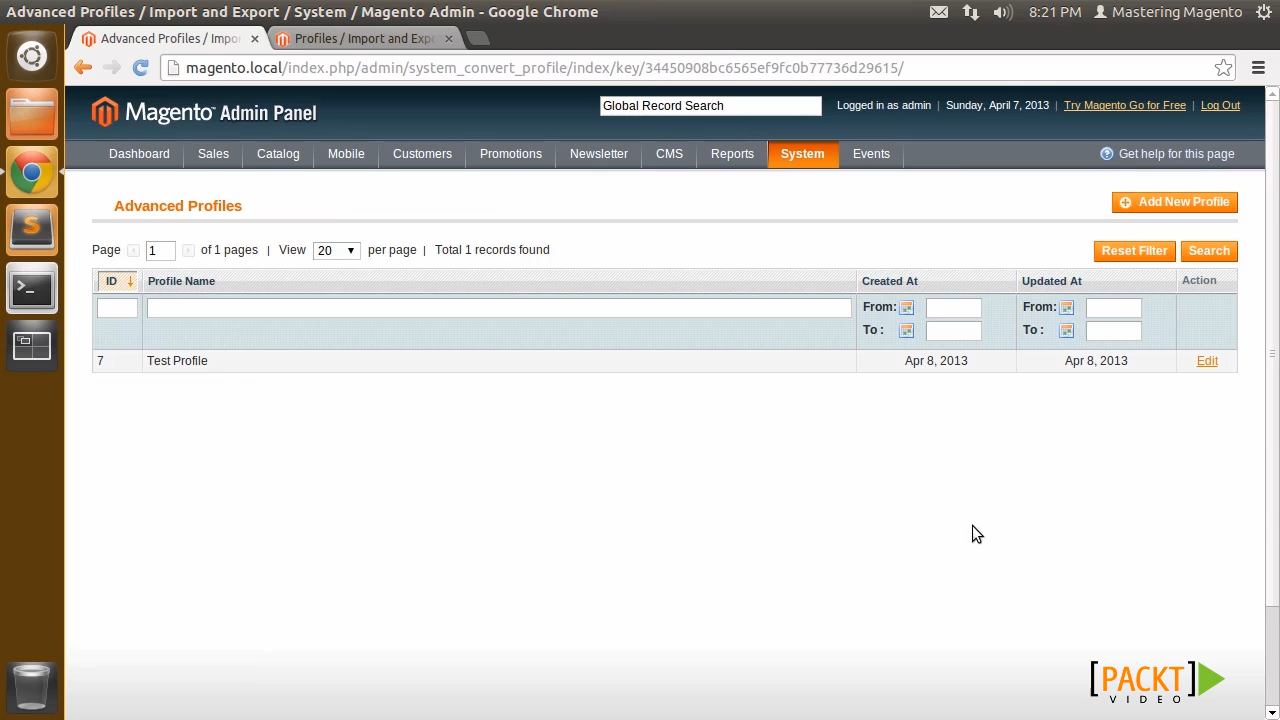 Advanced Profiles / Import and Export / System / Magento Admin - Google Chrome
8:21 PM Mastering Magento
Advanced Profiles / Impo
Profiles / Import and Expo
magento.local/index.php/admin/system_convert_profile/index/key/34450908bc6565ef9fc0b77736d29615/
Magento™ Admin Panel
Global Record Search
Logged in as admin | Sunday, April 7, 2013 | Try Magento Go for Free | Log Out
Dashboard Sales Catalog Mobile Customers Promotions Newsletter CMS Reports System Events
Get help for this page
Advanced Profiles
Add New Profile
Page 1 of 1 pages | View 20 per page | Total 1 records found
Reset Filter Search
ID Profile Name Created At Updated At Action
From: From:
To : To :
7 Test Profile Apr 8, 2013 Apr 8, 2013 Edit
[PACKT]
VIDEO